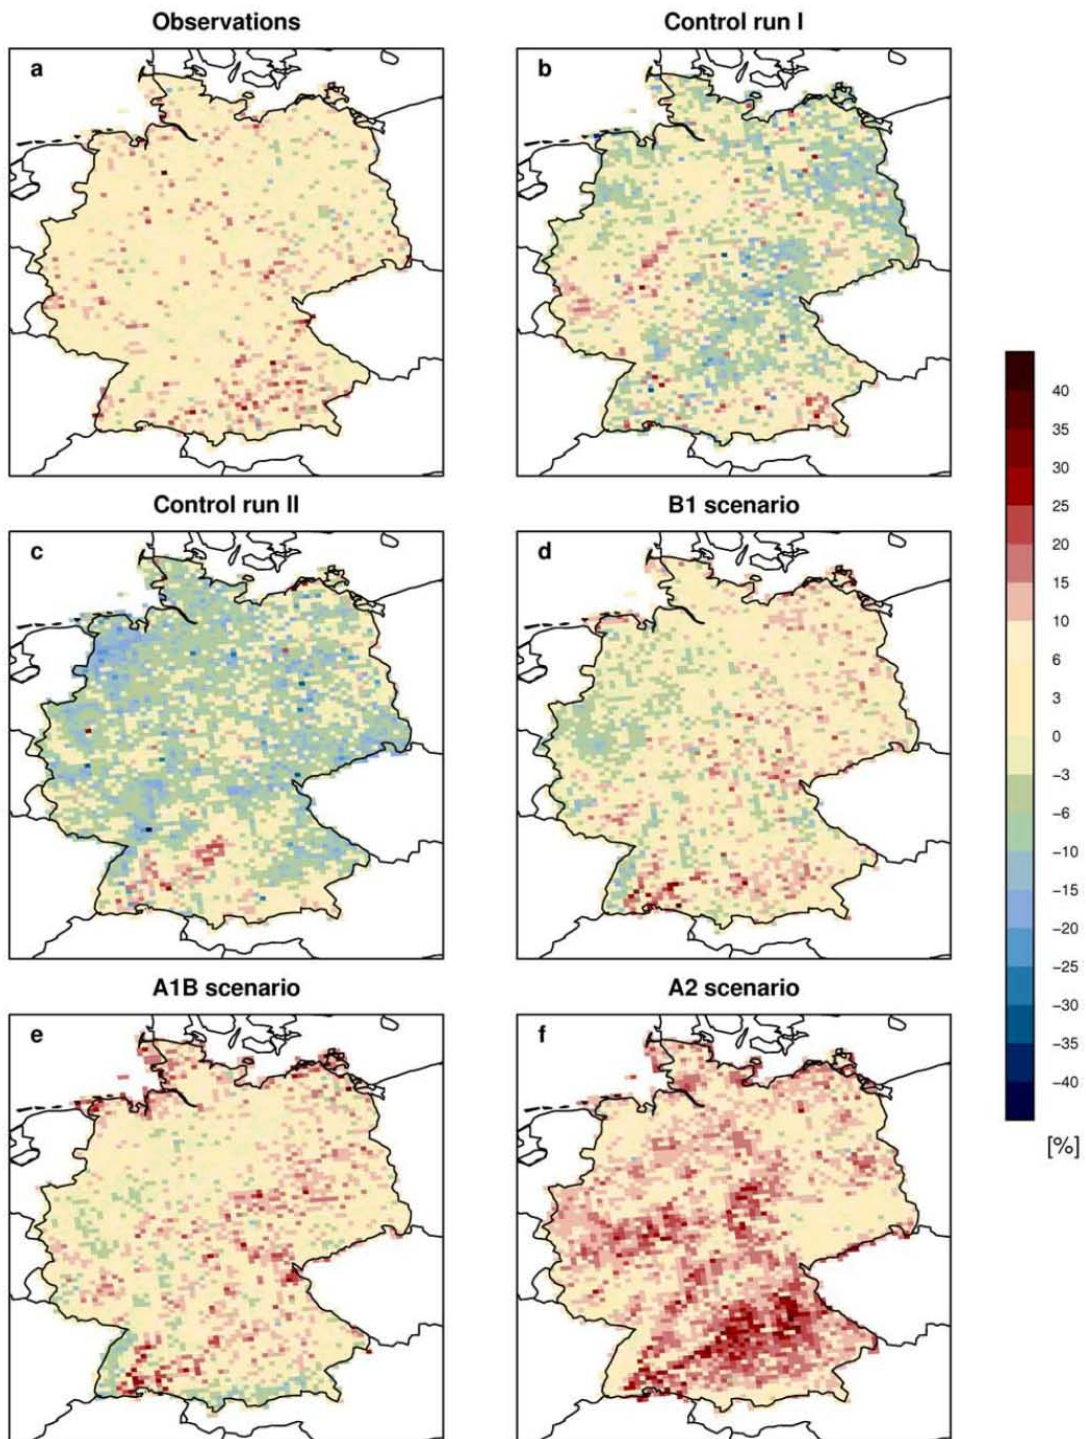 Observations
Control run I
a
b
Control run II
B1 scenario
c
d
40
35
30
25
20
15
10
6
3
0
−3
−6
−10
−15
−20
−25
−30
−35
−40
[%]
A1B scenario
A2 scenario
e
f